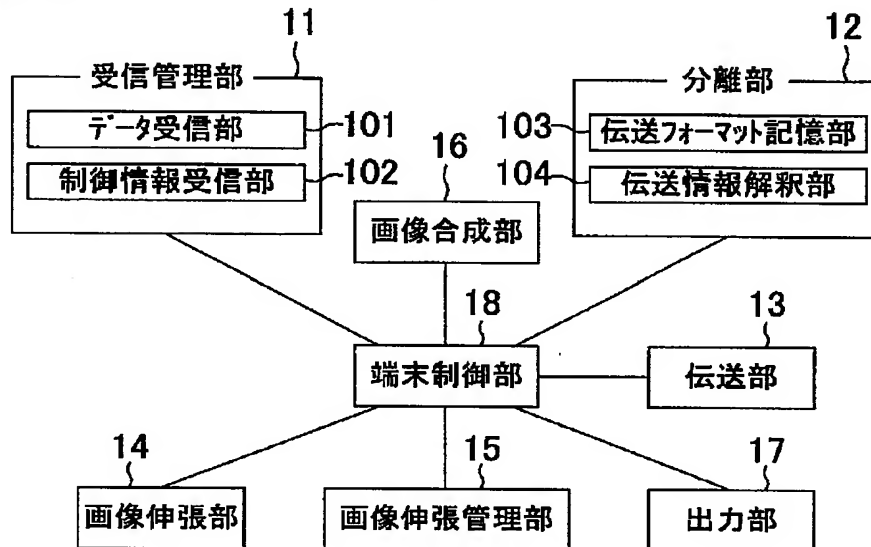 11
12
受信管理部
分離部
データ受信部
101
103
伝送フォーマット記憶部
制御情報受信部
102
16
104
伝送情報解釈部
画像合成部
18
13
端末制御部
伝送部
14
15
17
画像伸張部
画像伸張管理部
出力部